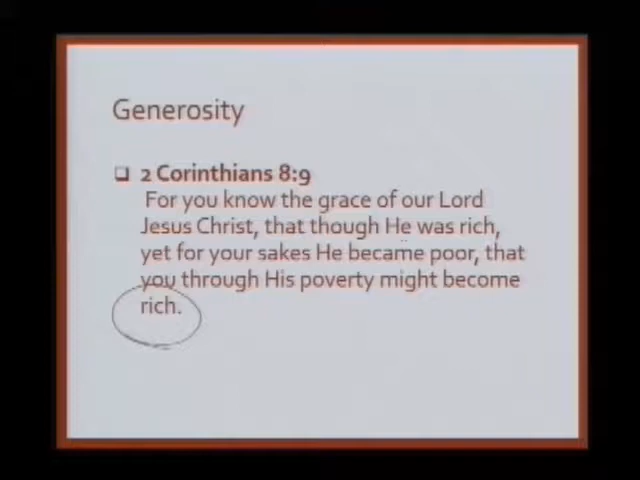 Generosity
2 Corinthians 8:9
For you know the grace of our Lord
Jesus Christ, that though He was rich,
yet for your sakes He became poor, that
you through His poverty might become
rich.